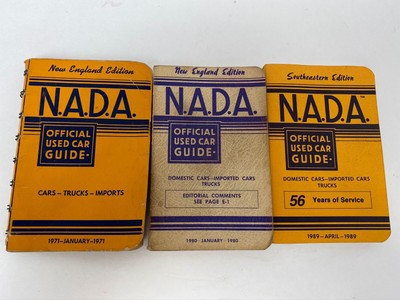 New England Edition
N.A.D.A.
OFFICIAL
USED CAR
GUIDE-
CARS - TRUCKS - IMPORTS
1971-JANUARY-1971
New England Edition
N.A.D.A.
OFFICIAL
USED CAR
GUIDE-
DOMESTIC CARS-IMPORTED CARS
TRUCKS
EDITORIAL COMMENTS
SEE PAGE E-1
1980 - JANUARY - 1980
Southeastern Edition
N.A.D.A.™
OFFICIAL
USED CAR
GUIDE-
DOMESTIC CARS-IMPORTED CARS
TRUCKS
56 Years of Service
1989 - APRIL - 1989